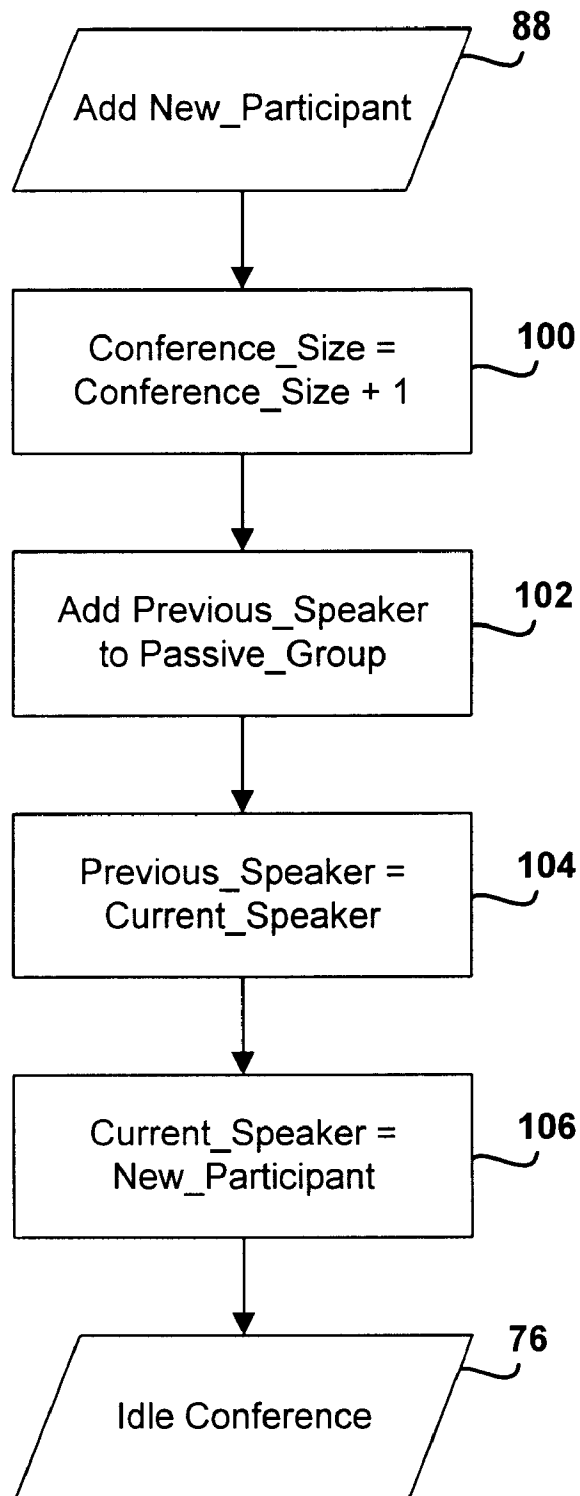 88
Add New_Participant
100
Conference_Size =
Conference_Size + 1
102
Add Previous_Speaker
to Passive_Group
104
Previous_Speaker =
Current_Speaker
106
Current_Speaker =
New_Participant
76
Idle Conference